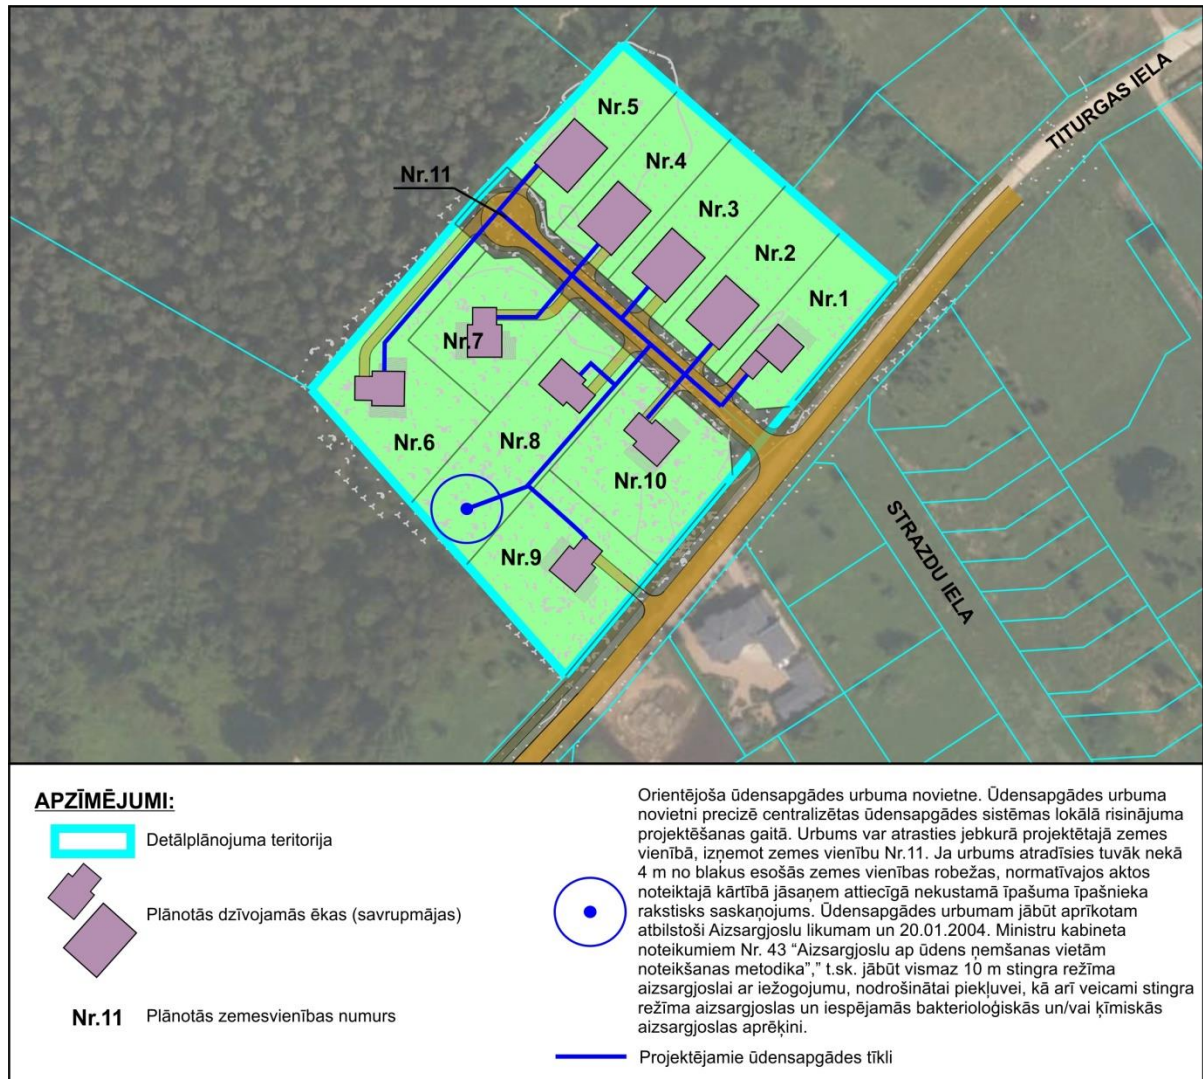 Nr.5
Nr.4
Nr.11
Nr.3
Nr.2
Nr.1
Nr.7
Nr.6
Nr.8
Nr.10
Nr.9
TITURGAS IELA
STRAZDU IELA
APZĪMĒJUMI:
Detālplānojuma teritorija
Plānotās dzīvojamās ēkas (savrupmājas)
Nr.11 Plānotās zemesvienības numurs
Orientējoša ūdensapgādes urbuma novietne. Ūdensapgādes urbuma
novietni precizē centralizētas ūdensapgādes sistēmas lokālā risinājuma
projektēšanas gaitā. Urbums var atrasties jebkurā projektētajā zemes
vienībā, izņemot zemes vienību Nr.11. Ja urbums atradīsies tuvāk nekā
4 m no blakus esošās zemes vienības robežas, normatīvajos aktos
noteiktajā kārtībā jāsaņem attiecīgā nekustamā īpašuma īpašnieka
rakstisks saskaņojums. Ūdensapgādes urbumam jābūt aprīkotam
atbilstoši Aizsargjoslu likumam un 20.01.2004. Ministru kabineta
noteikumiem Nr. 43 “Aizsargjoslu ap ūdens ņemšanas vietām
noteikšanas metodika”,” t.sk. jābūt vismaz 10 m stingra režīma
aizsargjoslai ar iežogojumu, nodrošinātai piekļuvei, kā arī veicami stingra
režīma aizsargjoslas un iespējamās bakterioloģiskās un/vai ķīmiskās
aizsargjoslas aprēķini.
Projektējamie ūdensapgādes tīkli